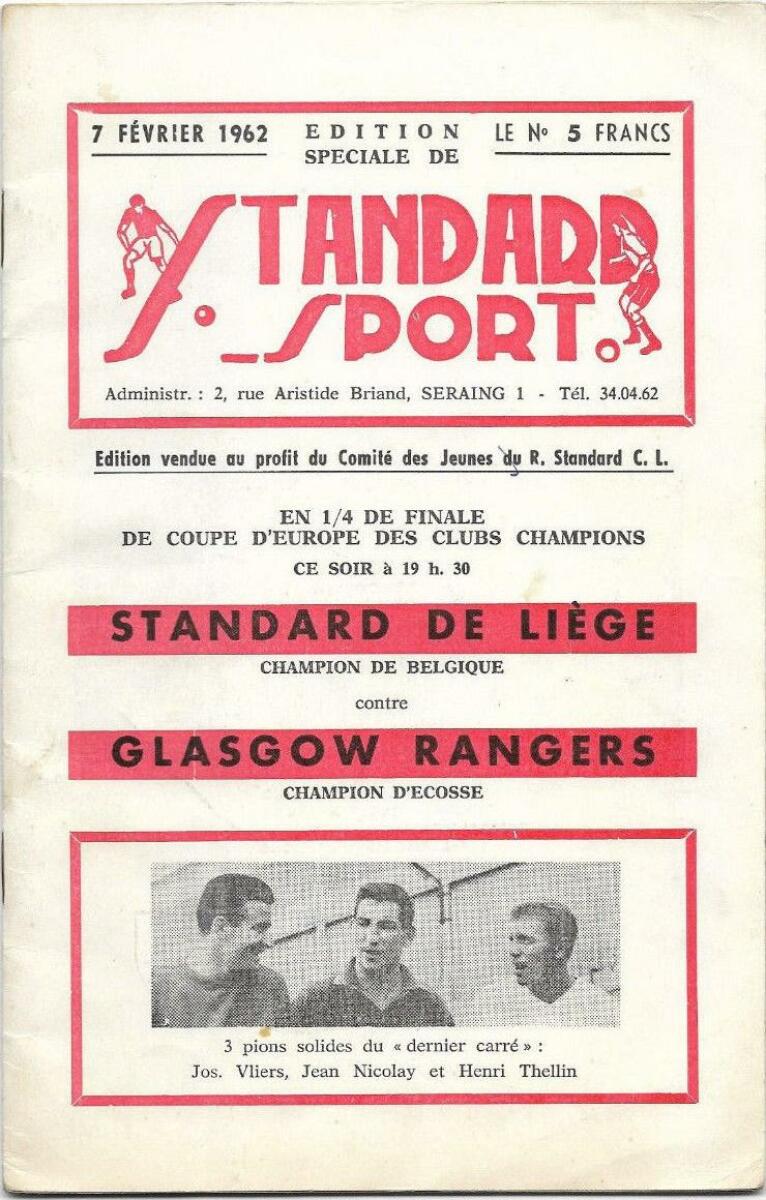 7 FÉVRIER 1962
EDITION
SPECIALE DE
LE No 5 FRANCS
STANDARD
SPORT.
Administr. : 2, rue Aristide Briand, SERAING 1 - Tél. 34.04.62
Edition vendue au profit du Comité des Jeunes du R. Standard C. L.
EN 1/4 DE FINALE
DE COUPE D'EUROPE DES CLUBS CHAMPIONS
CE SOIR à 19 h. 30
STANDARD DE LIÈGE
CHAMPION DE BELGIQUE
contre
GLASGOW RANGERS
CHAMPION D'ECOSSE
3 pions solides du « dernier carré » :
Jos. Vliers, Jean Nicolay et Henri Thellin